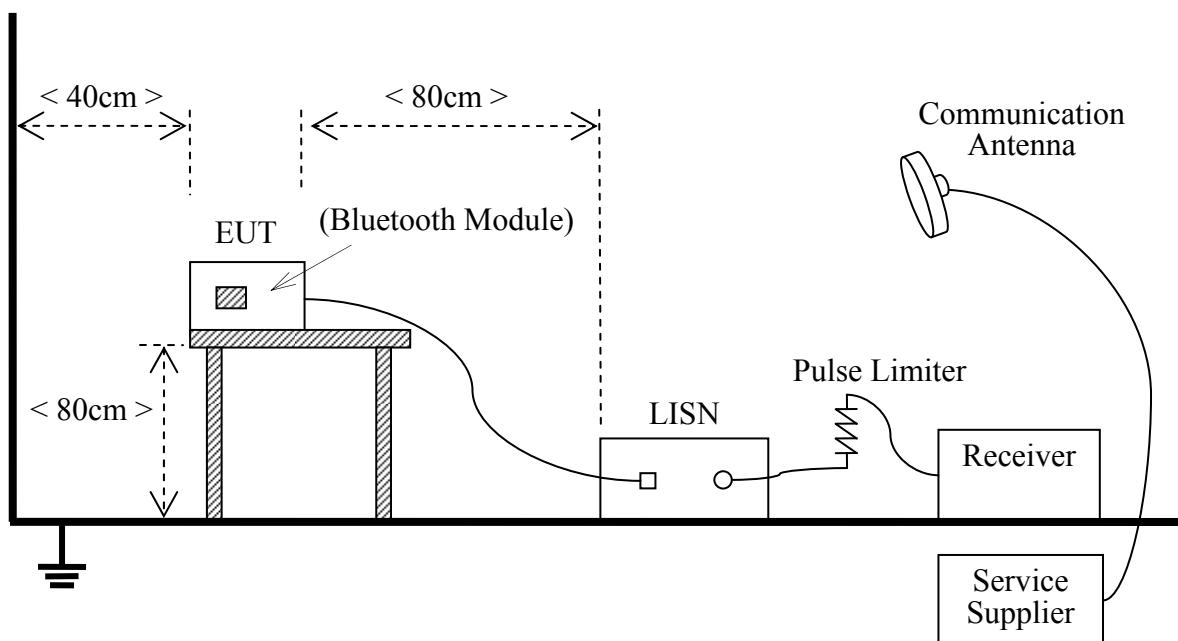 < 40cm >
< 80cm >
Communication
Antenna
EUT
(Bluetooth Module)
< 80cm >
Pulse Limiter
LISN
Receiver
Service
Supplier